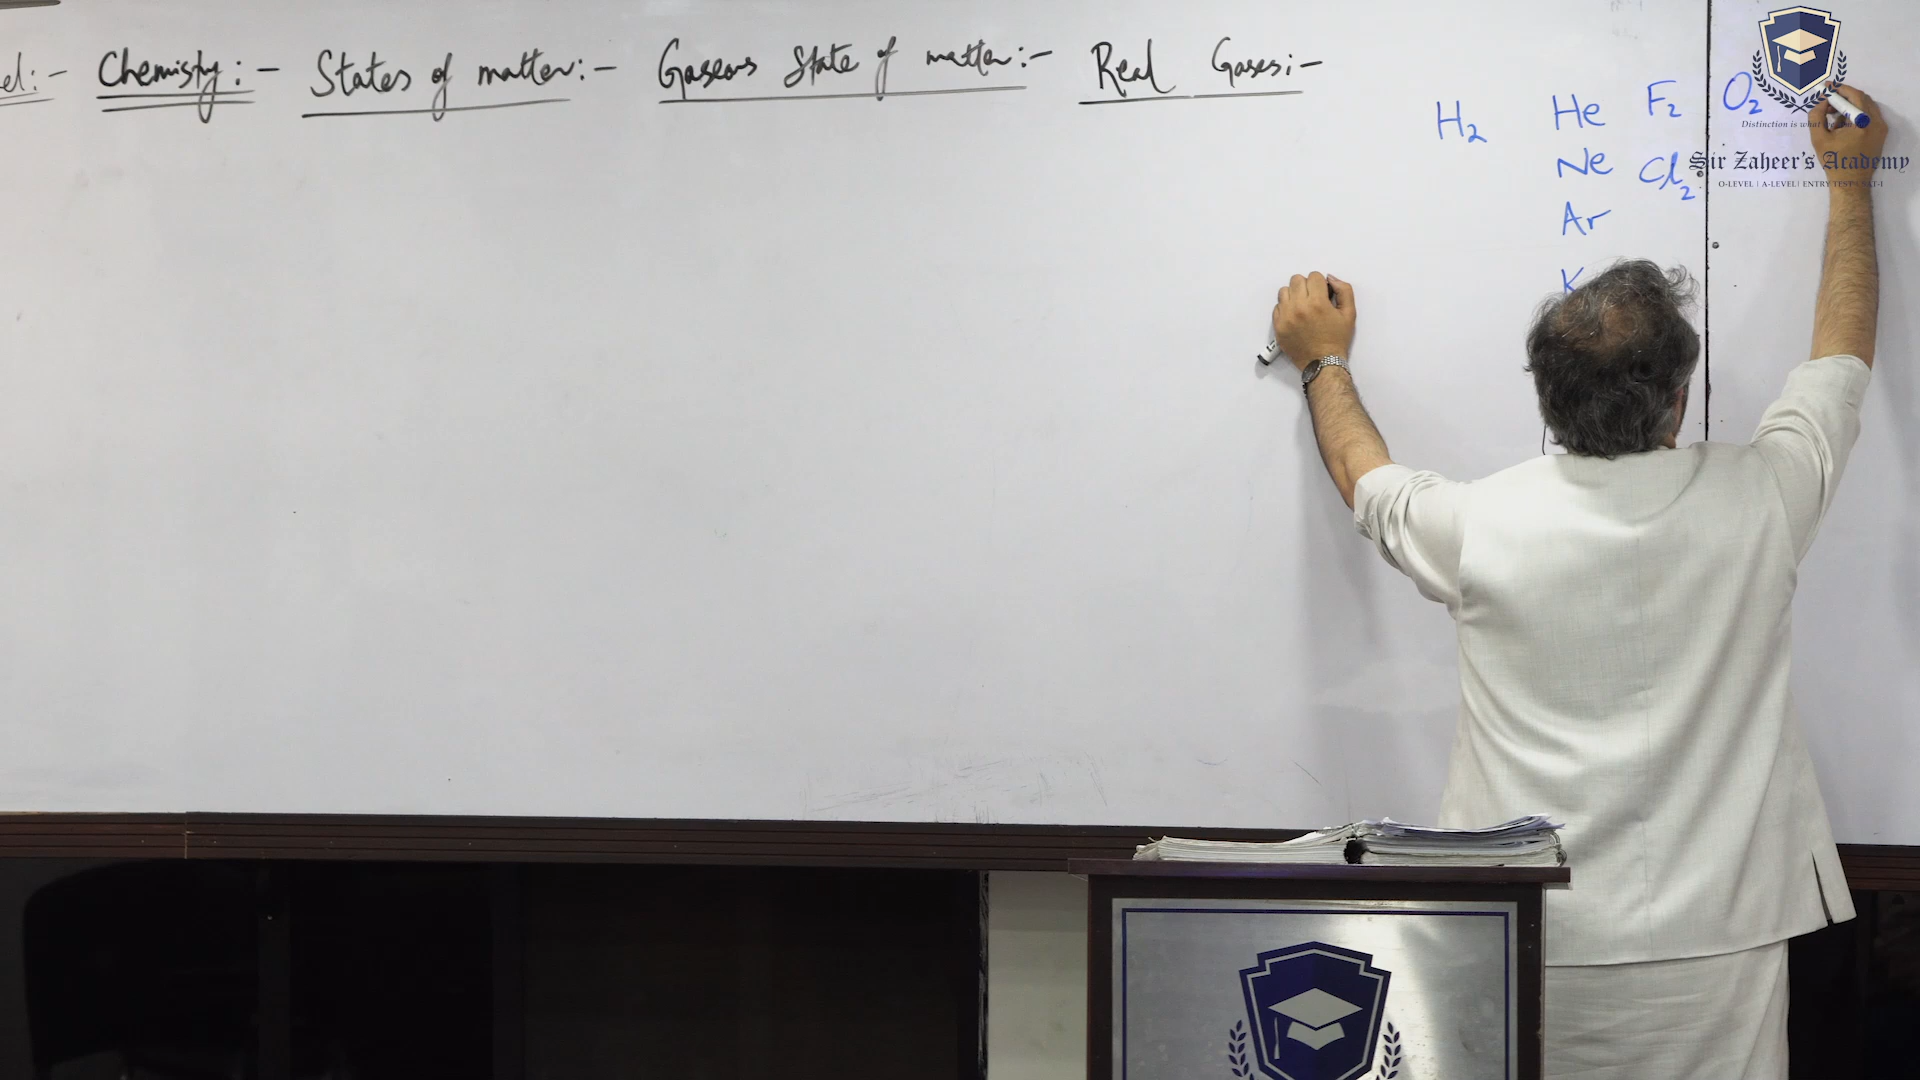 el:- Chemistry:- States of matter:- Gaseous State of matter:- Real Gases:-
H2 He F2 O2
Ne Cl2
Ar
K
Distinction is what
Sir Zaheer's Academy
O-LEVEL | A-LEVEL | ENTRY TEST | SAT-I